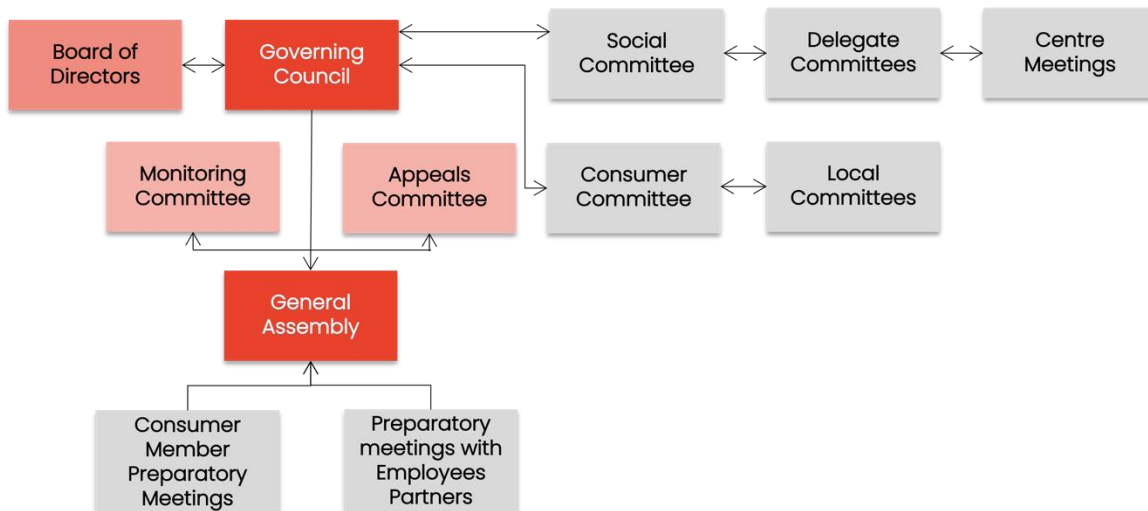 Board of
Directors
Governing
Council
Social
Committee
Delegate
Committees
Centre
Meetings
Monitoring
Committee
Appeals
Committee
Consumer
Committee
Local
Committees
General
Assembly
Consumer
Member
Preparatory
Meetings
Preparatory
meetings with
Employees
Partners